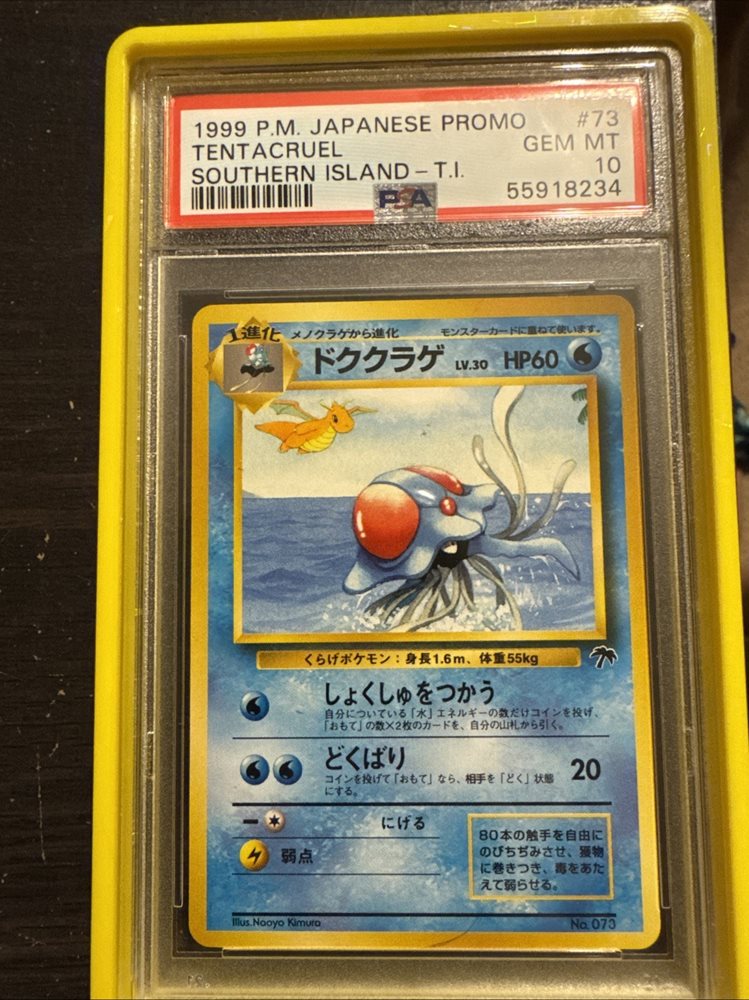 1999 P.M. JAPANESE PROMO #73
TENTACRUEL GEM MT
SOUTHERN ISLAND - T.I. 10
PSA 55918234
1進化 メノクラゲから進化 モンスターカードに重ねて使います。
ドククラゲ LV.30 HP60
くらげポケモン：身長1.6m、体重55kg
しょくしゅをつかう
自分についている「水」エネルギーの数だけコインを投げ、
「おもて」の数×2枚のカードを、自分の山札から引く。
どくばり 20
コインを投げて「おもて」なら、相手を「どく」状態
にする。
にげる
弱点
80本の触手を自由に
のびちぢみさせ、獲物
に巻きつき、毒をあた
えて弱らせる。
Illus.Naoyo Kimura No.073